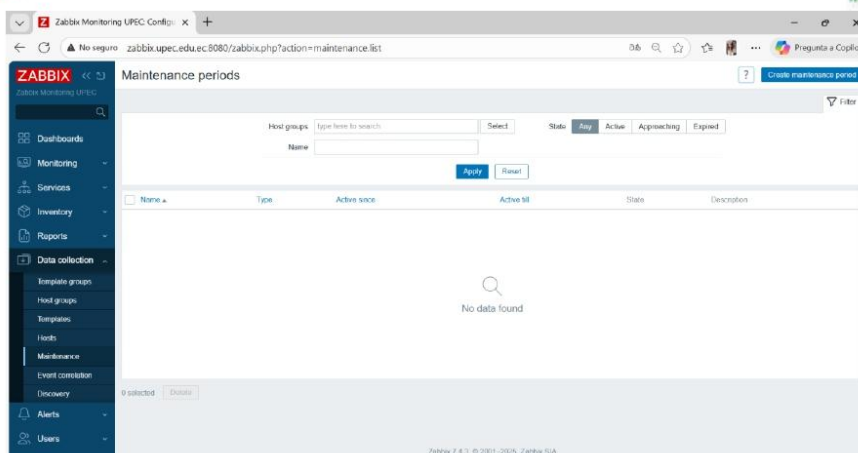 Zabbix Monitoring UPEC: Configu
No seguro zabbix.upec.edu.ec:8080/zabbix.php?action=maintenance.list
Pregunta a Copilo
ZABBIX
Zabbix Monitoring UPEC
Maintenance periods
? Create maintenance period
Filter
Host groups type here to search Select State Any Active Approaching Expired
Name
Apply Reset
Name Type Active since Active till State Description
No data found
0 selected Delete
Dashboards
Monitoring
Services
Inventory
Reports
Data collection
Template groups
Host groups
Templates
Hosts
Maintenance
Event correlation
Discovery
Alerts
Users
© 2001–2025, Zabbix SIA